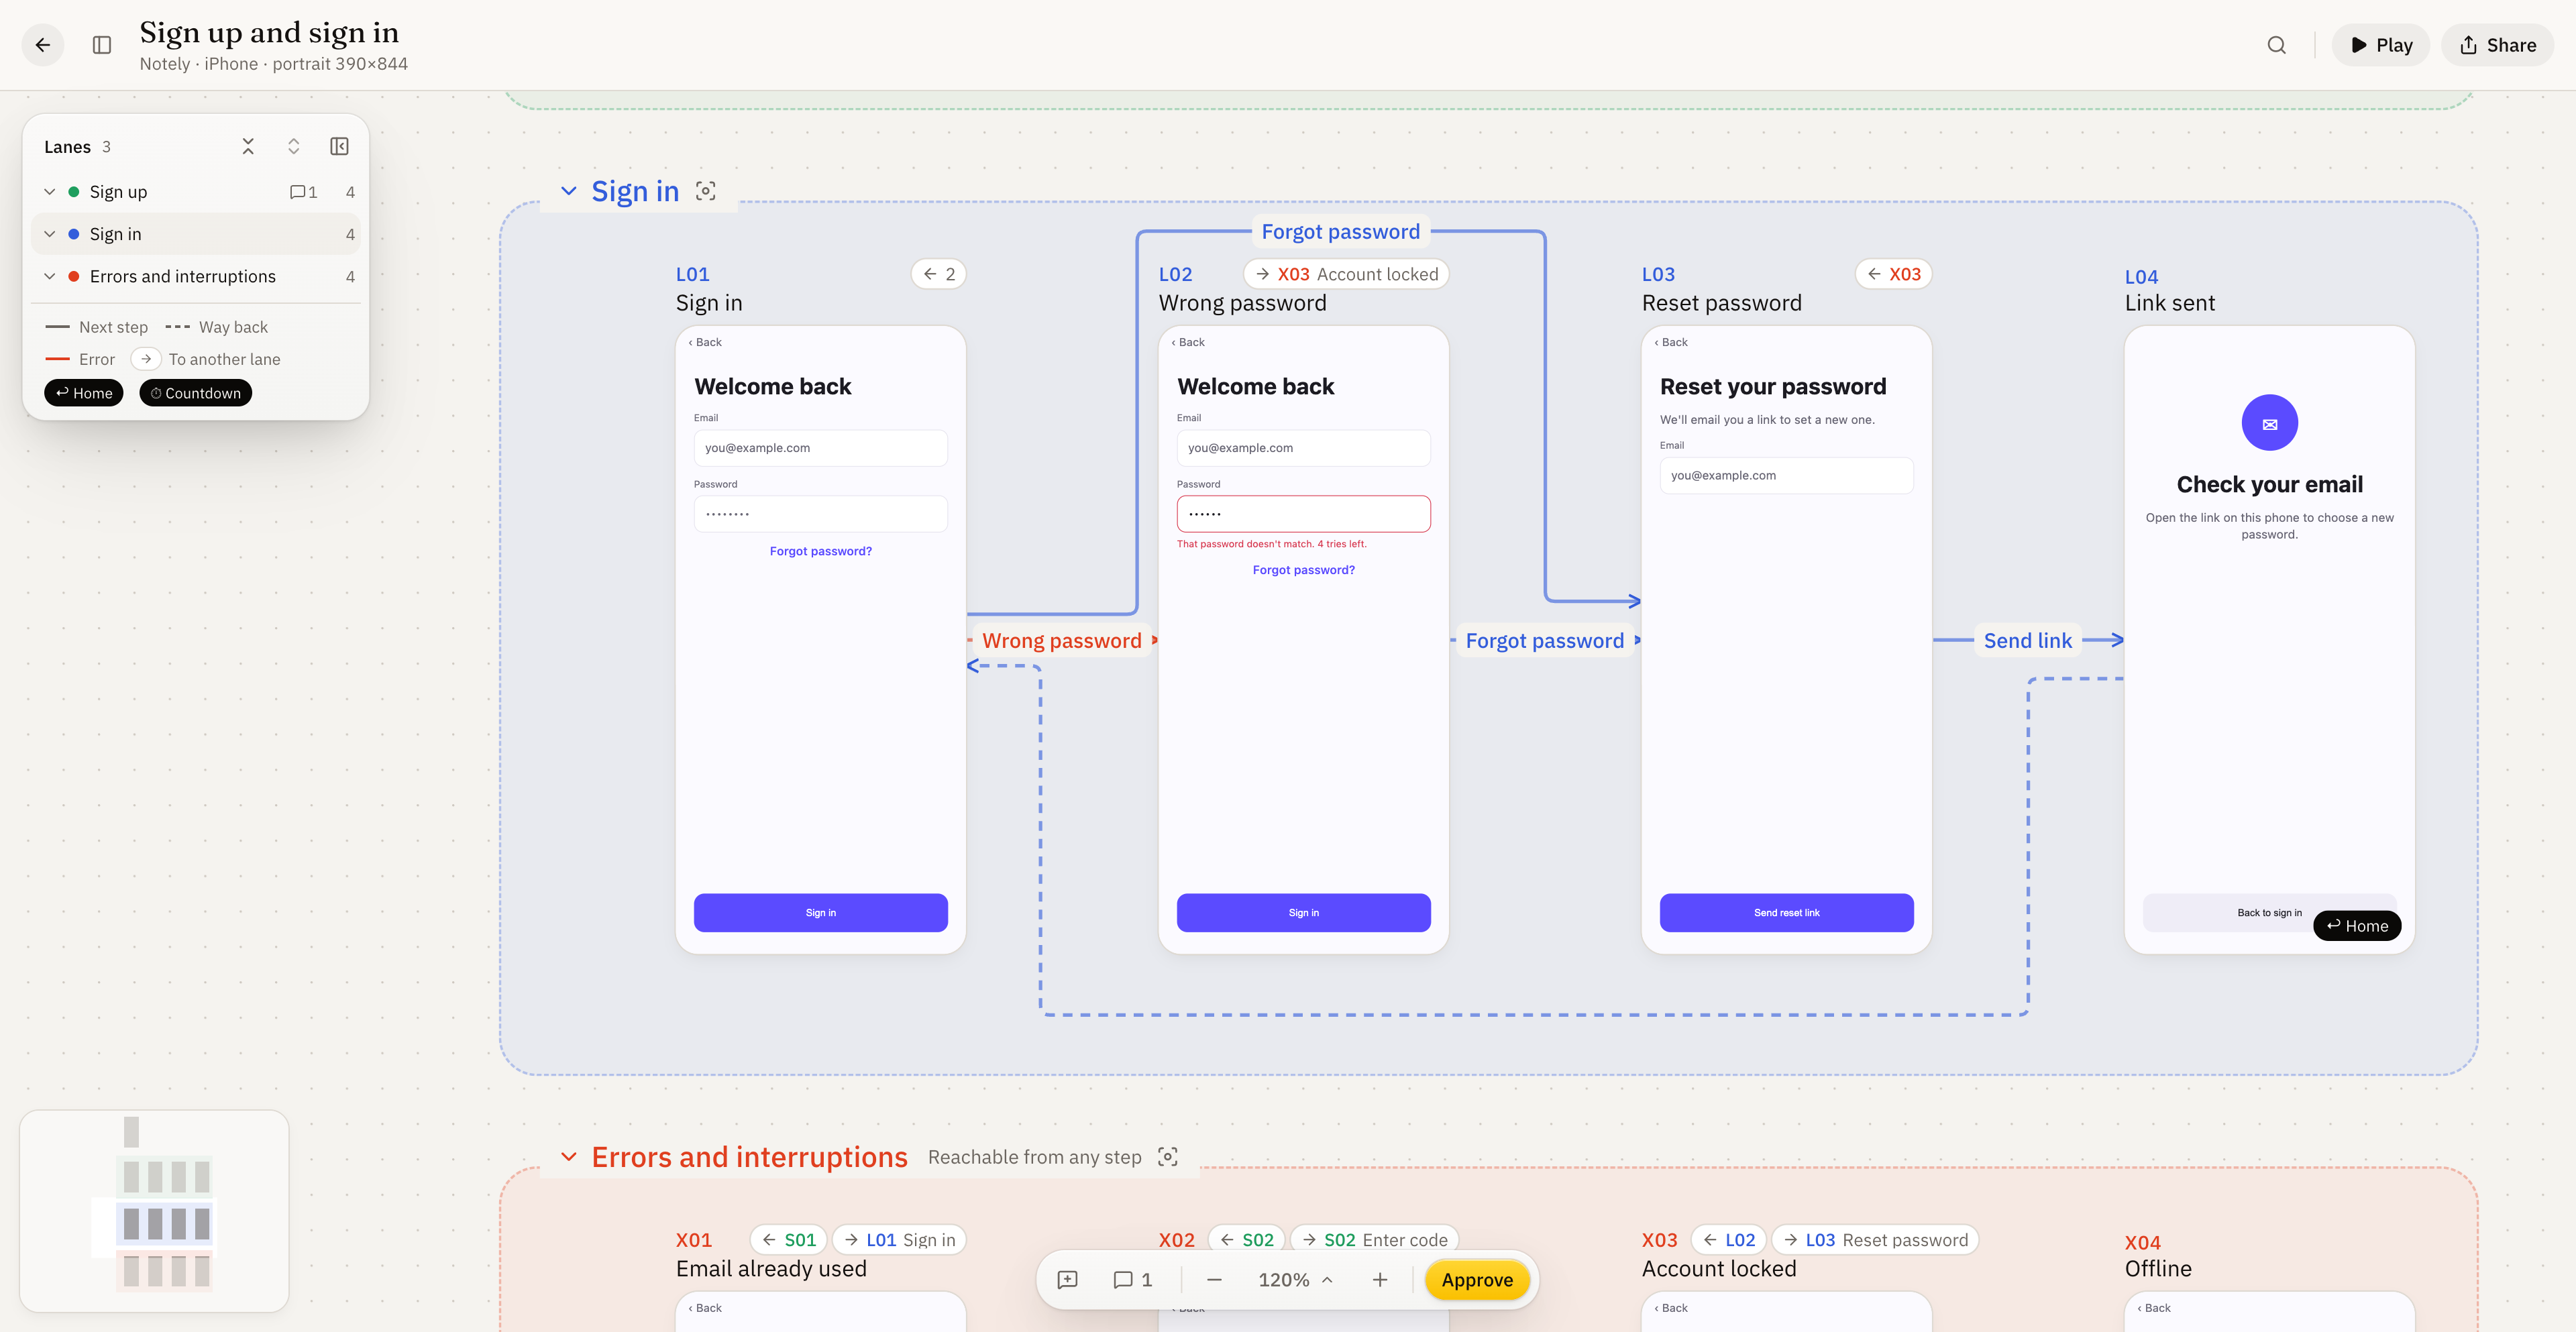 Sign up and sign in
Notely · iPhone · portrait 390×844
Play
Share
Lanes 3
Sign up 1 4
Sign in 4
Errors and interruptions 4
Next step Way back
Error To another lane
Home Countdown
Sign in
Forgot password
L01 2
Sign in
‹ Back
Welcome back
Email
you@example.com
Password
Forgot password?
Sign in
Wrong password
L02 → X03 Account locked
Wrong password
‹ Back
Welcome back
Email
you@example.com
Password
That password doesn't match. 4 tries left.
Forgot password?
Sign in
Forgot password
L03 ← X03
Reset password
‹ Back
Reset your password
We'll email you a link to set a new one.
Email
you@example.com
Send reset link
Send link
L04
Link sent
Check your email
Open the link on this phone to choose a new
password.
Back to sign in
Home
Errors and interruptions Reachable from any step
X01 ← S01 → L01 Sign in
Email already used
‹ Back
X02 ← S02 → S02 Enter code
X03 ← L02 → L03 Reset password
Account locked
‹ Back
X04
Offline
‹ Back
1 120% Approve